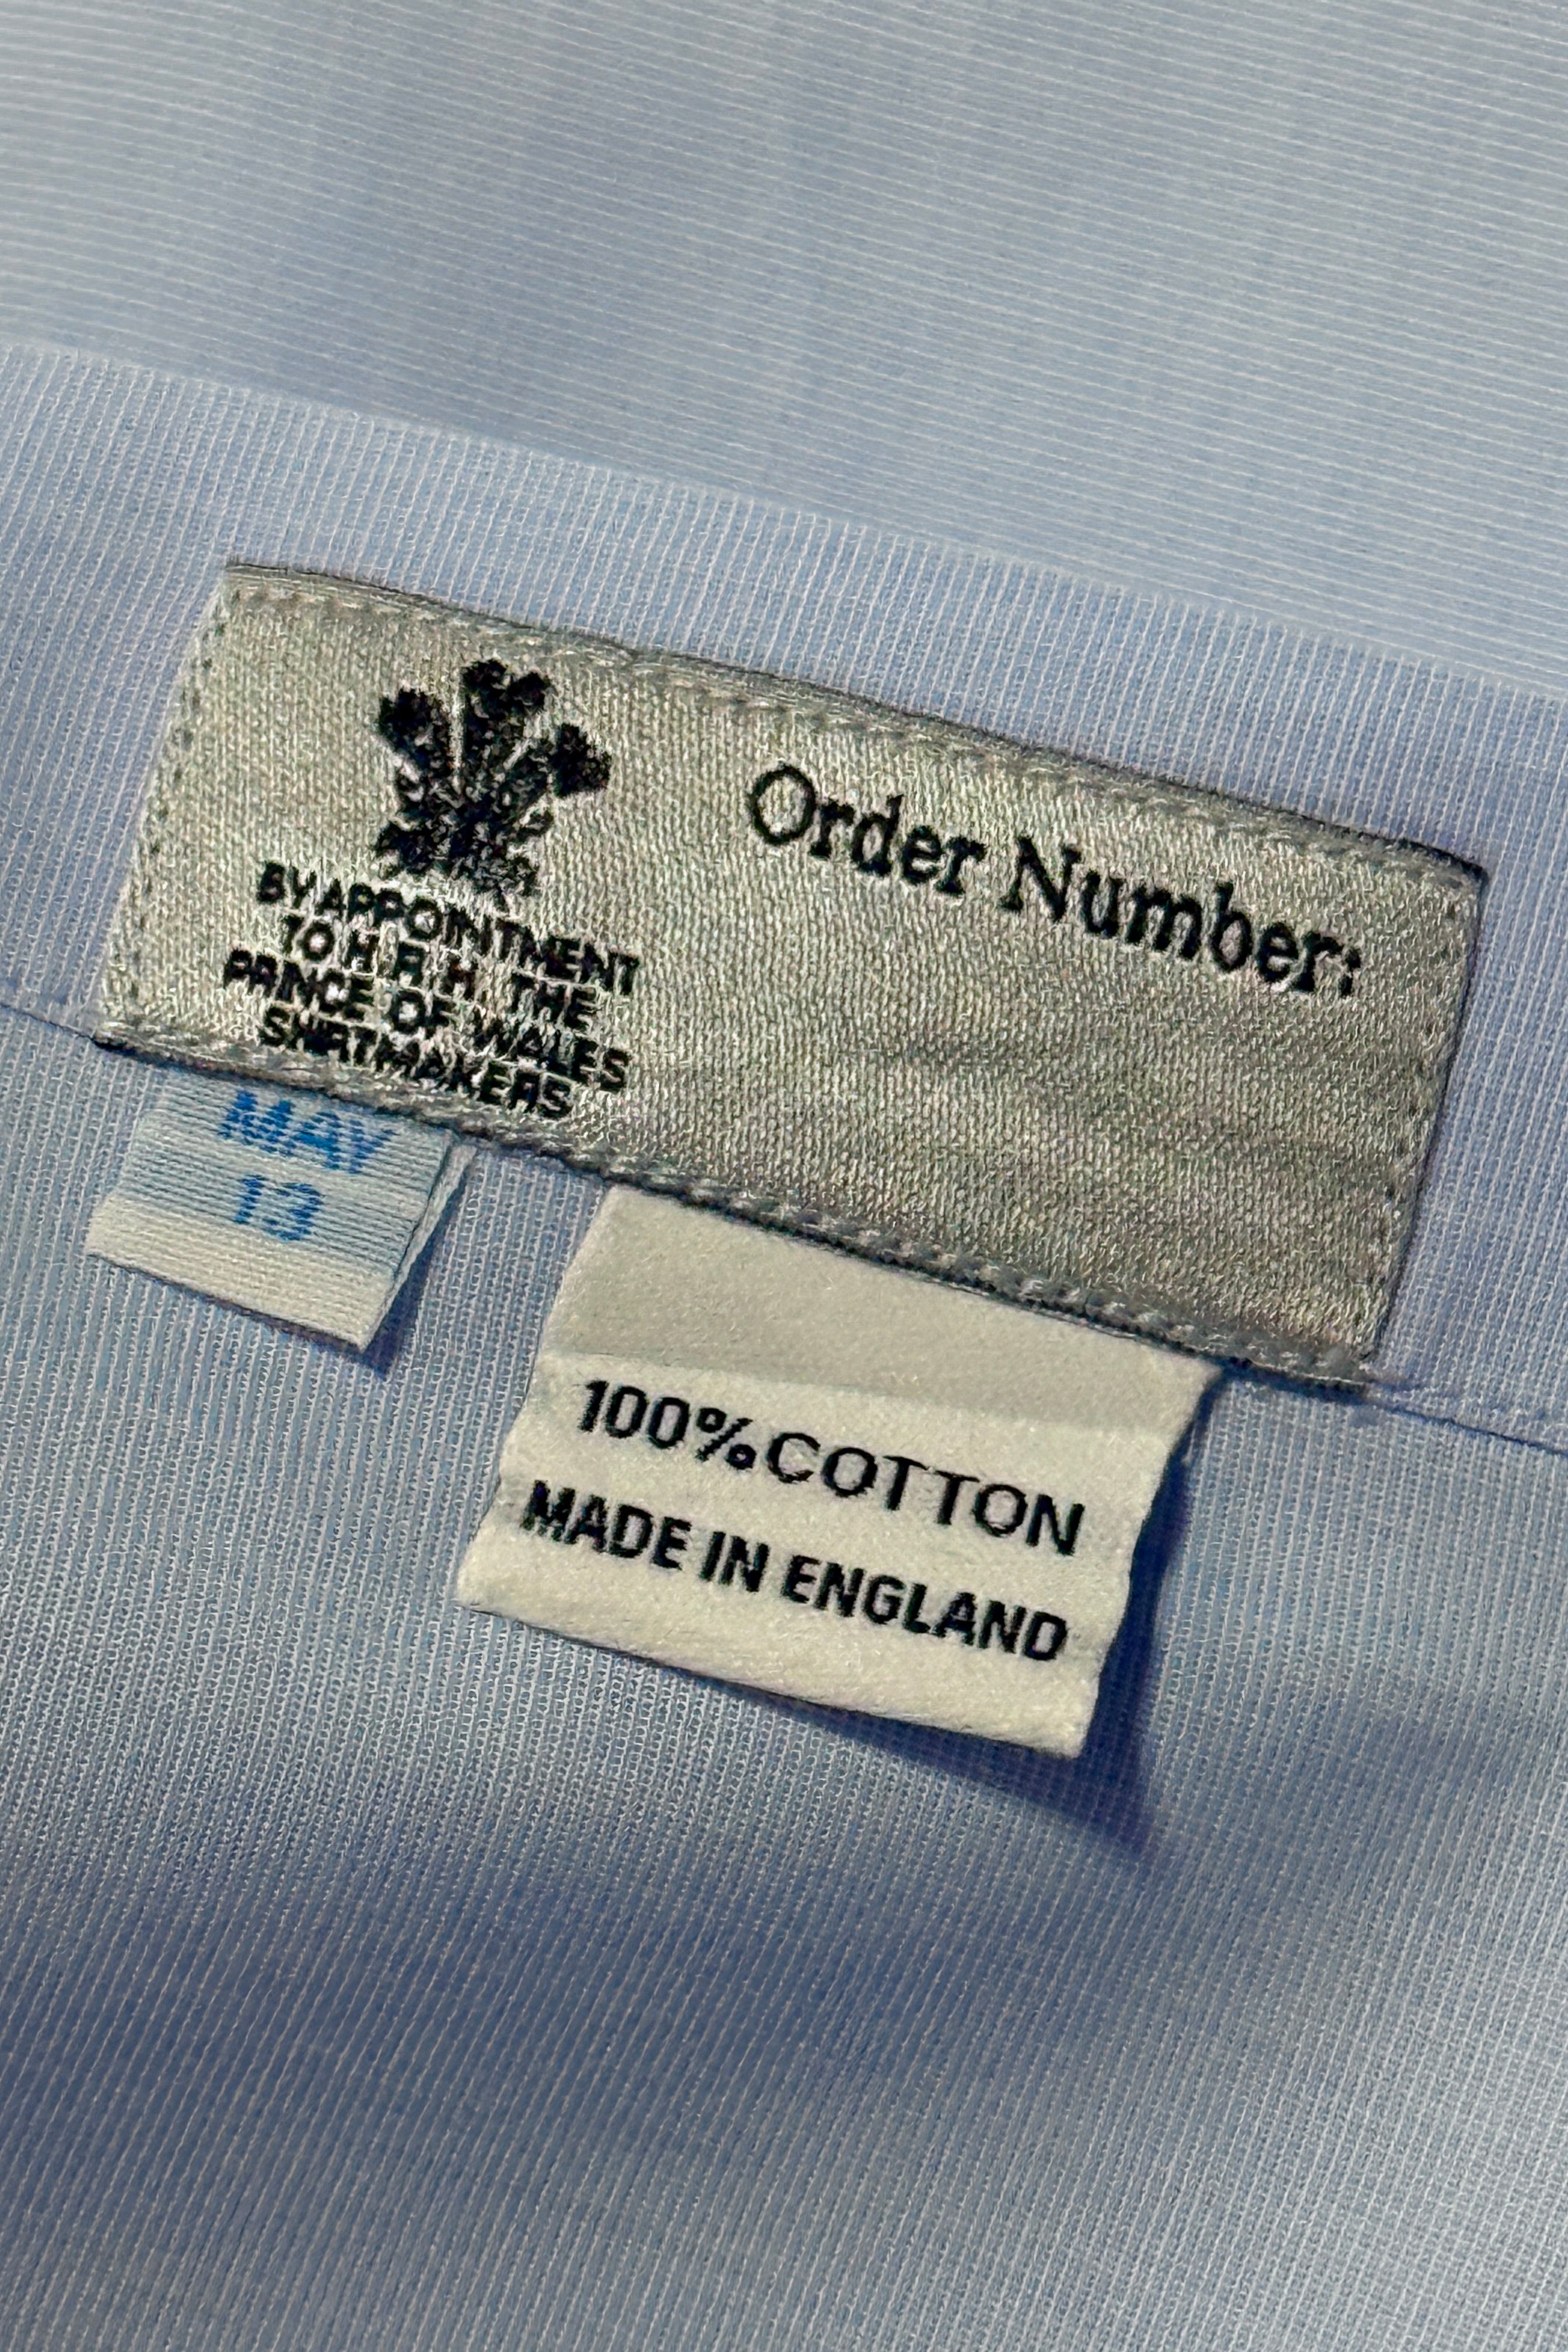 Order Number:
BY APPOINTMENT
TO H.R.H. THE
PRINCE OF WALES
SHIRTMAKERS
MAY
13
100% COTTON
MADE IN ENGLAND